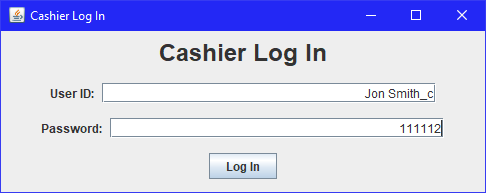 Cashier Log In
Cashier Log In
User ID: Jon Smith_c
Password: 111112
Log In